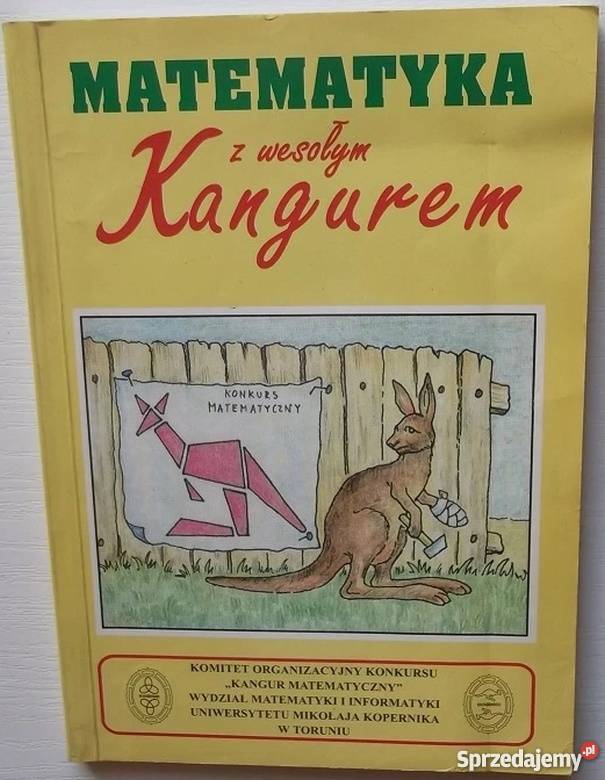 MATEMATYKA
z wesołym
Kangurem
KONKURS
MATEMATYCZNY
KOMITET ORGANIZACYJNY KONKURSU
„KANGUR MATEMATYCZNY”
WYDZIAŁ MATEMATYKI I INFORMATYKI
UNIWERSYTETU MIKOŁAJA KOPERNIKA
W TORUNIU
Sprzedajemy.pl